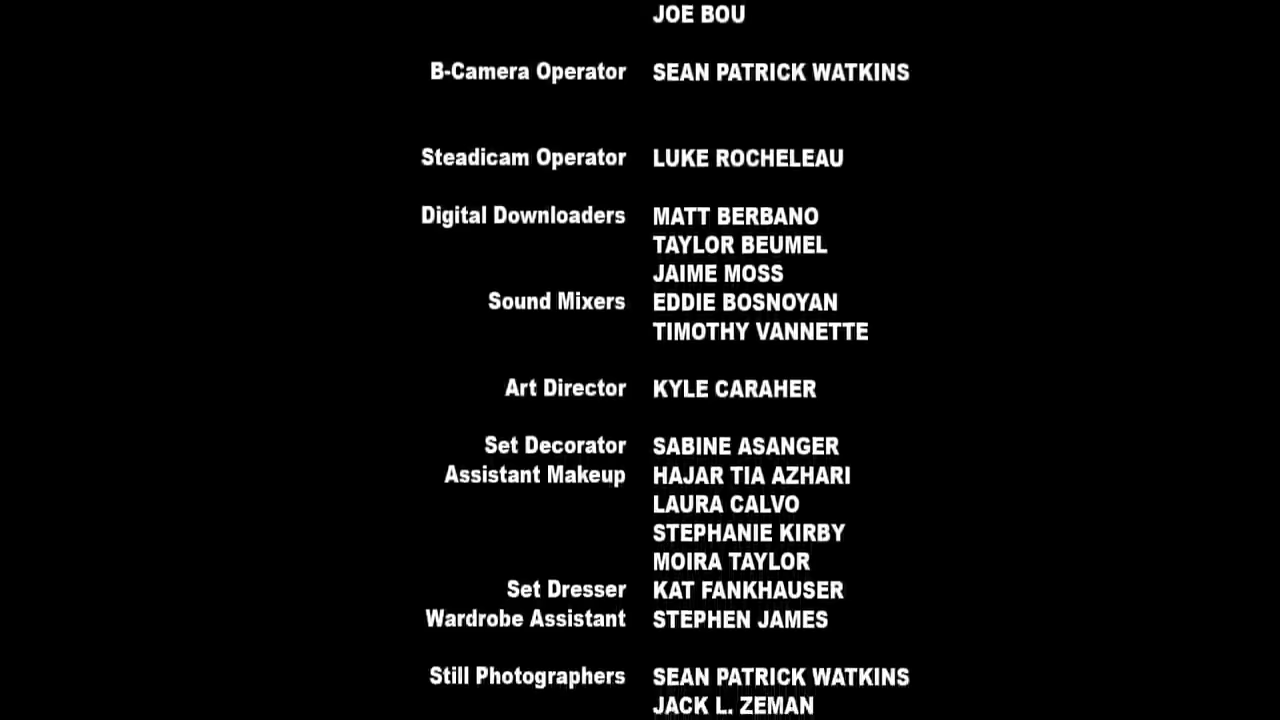 JOE BOU
B-Camera Operator SEAN PATRICK WATKINS
Steadicam Operator LUKE ROCHELEAU
Digital Downloaders MATT BERBANO
TAYLOR BEUMEL
JAIME MOSS
Sound Mixers EDDIE BOSNOYAN
TIMOTHY VANNETTE
Art Director KYLE CARAHER
Set Decorator SABINE ASANGER
Assistant Makeup HAJAR TIA AZHARI
LAURA CALVO
STEPHANIE KIRBY
MOIRA TAYLOR
Set Dresser KAT FANKHAUSER
Wardrobe Assistant STEPHEN JAMES
Still Photographers SEAN PATRICK WATKINS
JACK L. ZEMAN